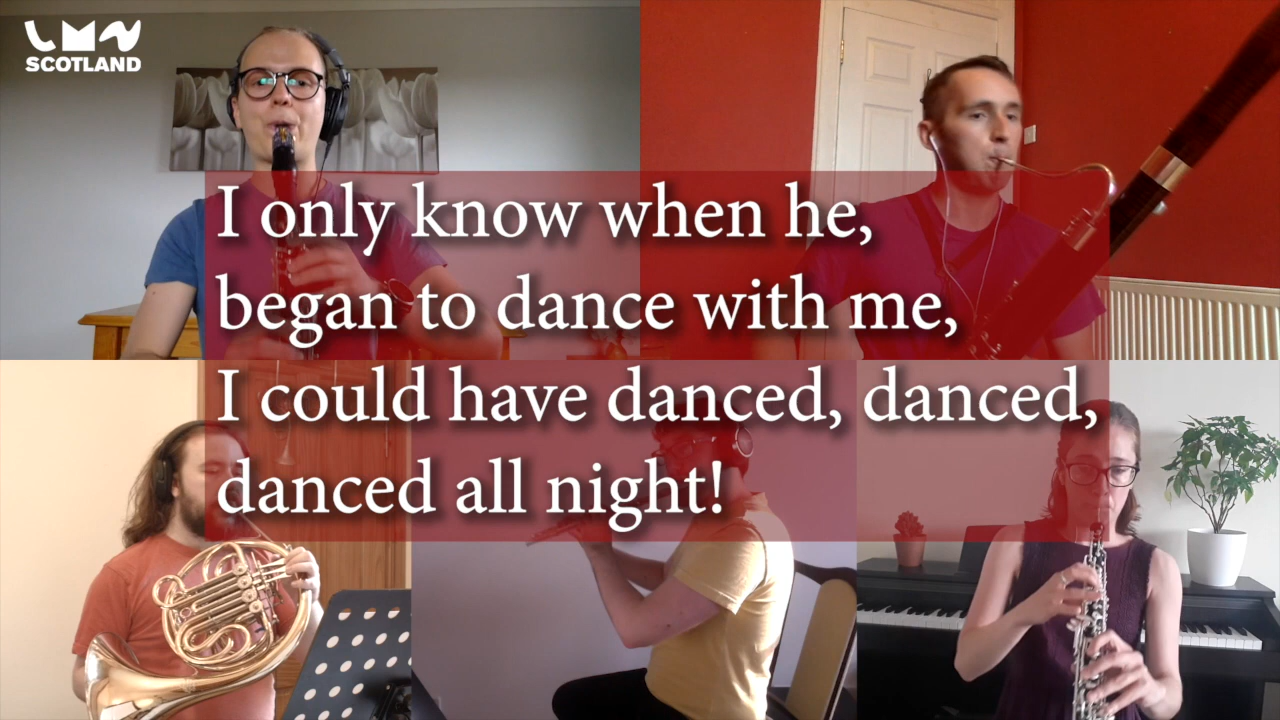 LMN
SCOTLAND
I only know when he,
began to dance with me,
I could have danced, danced,
danced all night!